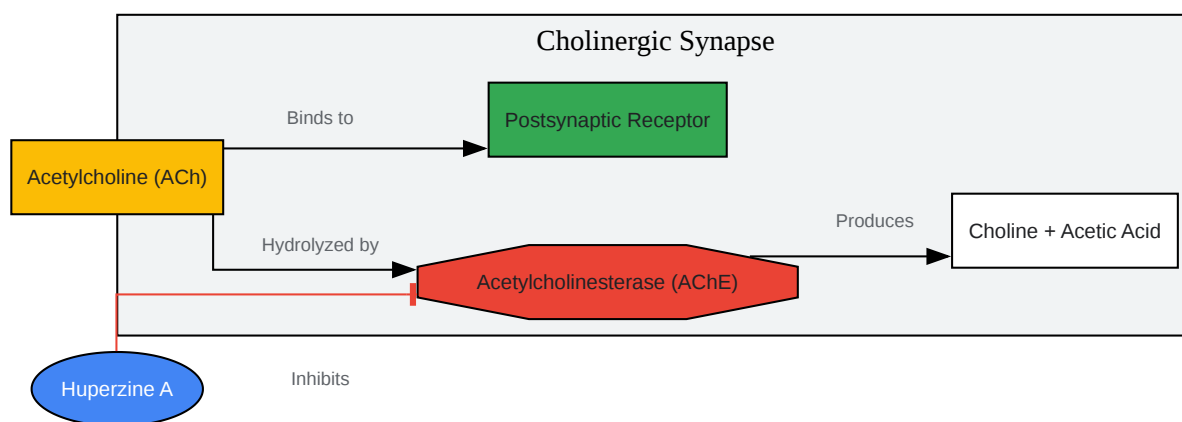 Cholinergic Synapse
Binds to
Postsynaptic Receptor
Acetylcholine (ACh)
Hydrolyzed by
Produces
Choline + Acetic Acid
Acetylcholinesterase (AChE)
Inhibits
Huperzine A